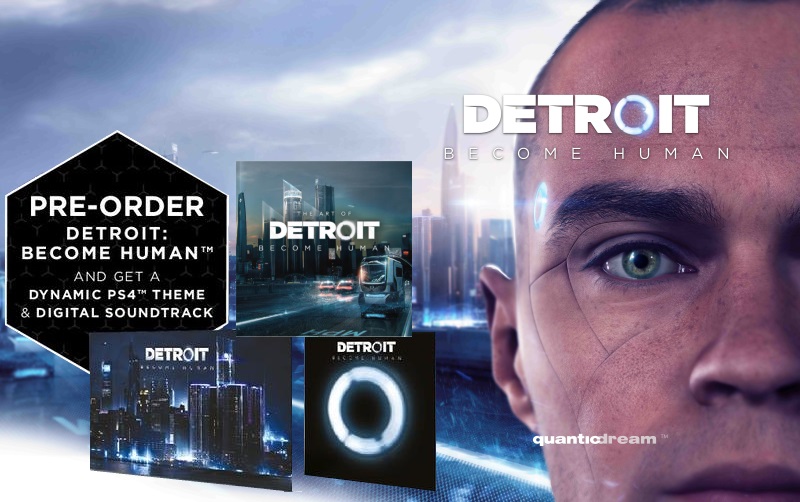 DETROIT
BECOME HUMAN
PRE-ORDER
DETROIT:
BECOME HUMAN™
AND GET A
DYNAMIC PS4™ THEME
& DIGITAL SOUNDTRACK
THE ART OF
DETROIT
BECOME HUMAN
DETROIT
BECOME HUMAN
DETROIT
BECOME HUMAN
quanticdream™